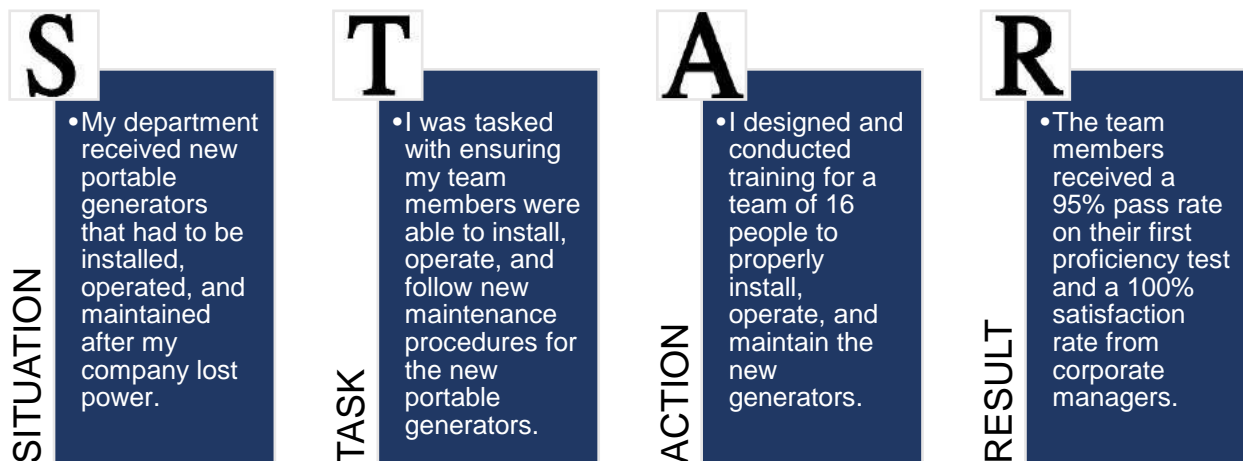 S
SITUATION
•My department
received new
portable
generators
that had to be
installed,
operated, and
maintained
after my
company lost
power.
T
TASK
•I was tasked
with ensuring
my team
members were
able to install,
operate, and
follow new
maintenance
procedures for
the new
portable
generators.
A
ACTION
•I designed and
conducted
training for a
team of 16
people to
properly
install,
operate, and
maintain the
new
generators.
R
RESULT
•The team
members
received a
95% pass rate
on their first
proficiency test
and a 100%
satisfaction
rate from
corporate
managers.